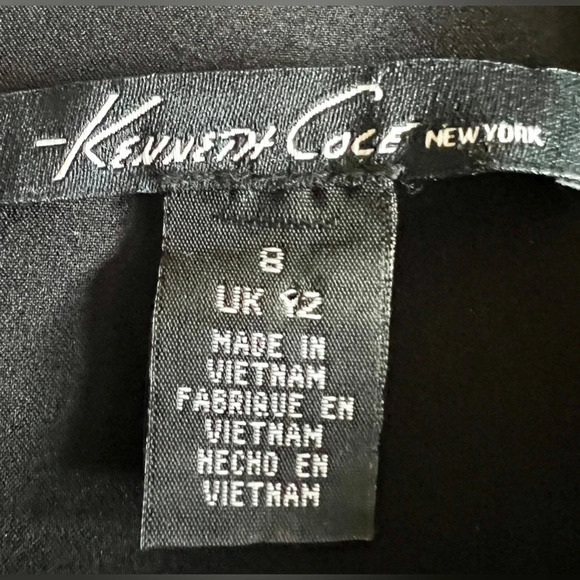 -KENNETH COLE NEW YORK
8
UK 12
MADE IN
VIETNAM
FABRIQUE EN
VIETNAM
HECHO EN
VIETNAM